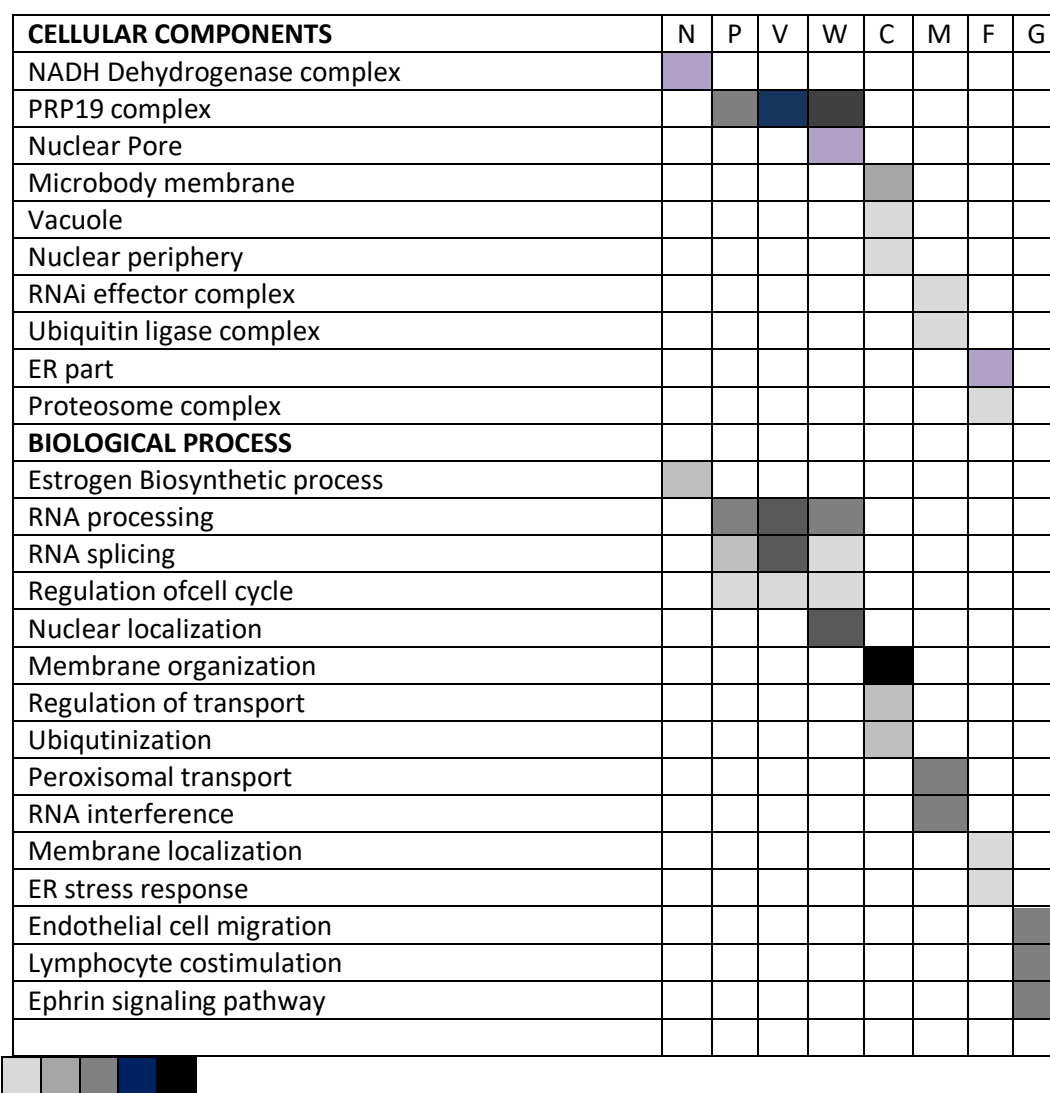 CELLULAR COMPONENTS N P V W C M F G
NADH Dehydrogenase complex
PRP19 complex
Nuclear Pore
Microbody membrane
Vacuole
Nuclear periphery
RNAi effector complex
Ubiquitin ligase complex
ER part
Proteosome complex
BIOLOGICAL PROCESS
Estrogen Biosynthetic process
RNA processing
RNA splicing
Regulation ofcell cycle
Nuclear localization
Membrane organization
Regulation of transport
Ubiqutinization
Peroxisomal transport
RNA interference
Membrane localization
ER stress response
Endothelial cell migration
Lymphocyte costimulation
Ephrin signaling pathway